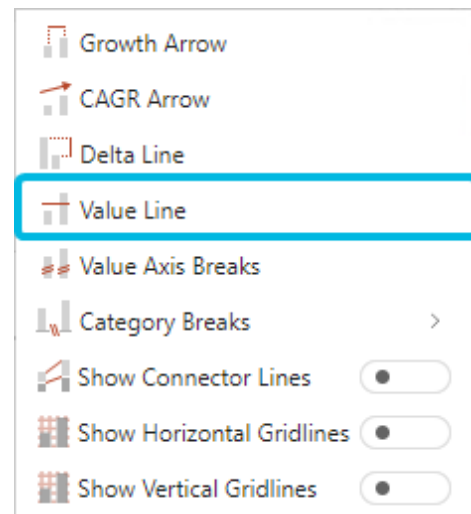 Growth Arrow
CAGR Arrow
Delta Line
Value Line
Value Axis Breaks
Category Breaks
Show Connector Lines
Show Horizontal Gridlines
Show Vertical Gridlines